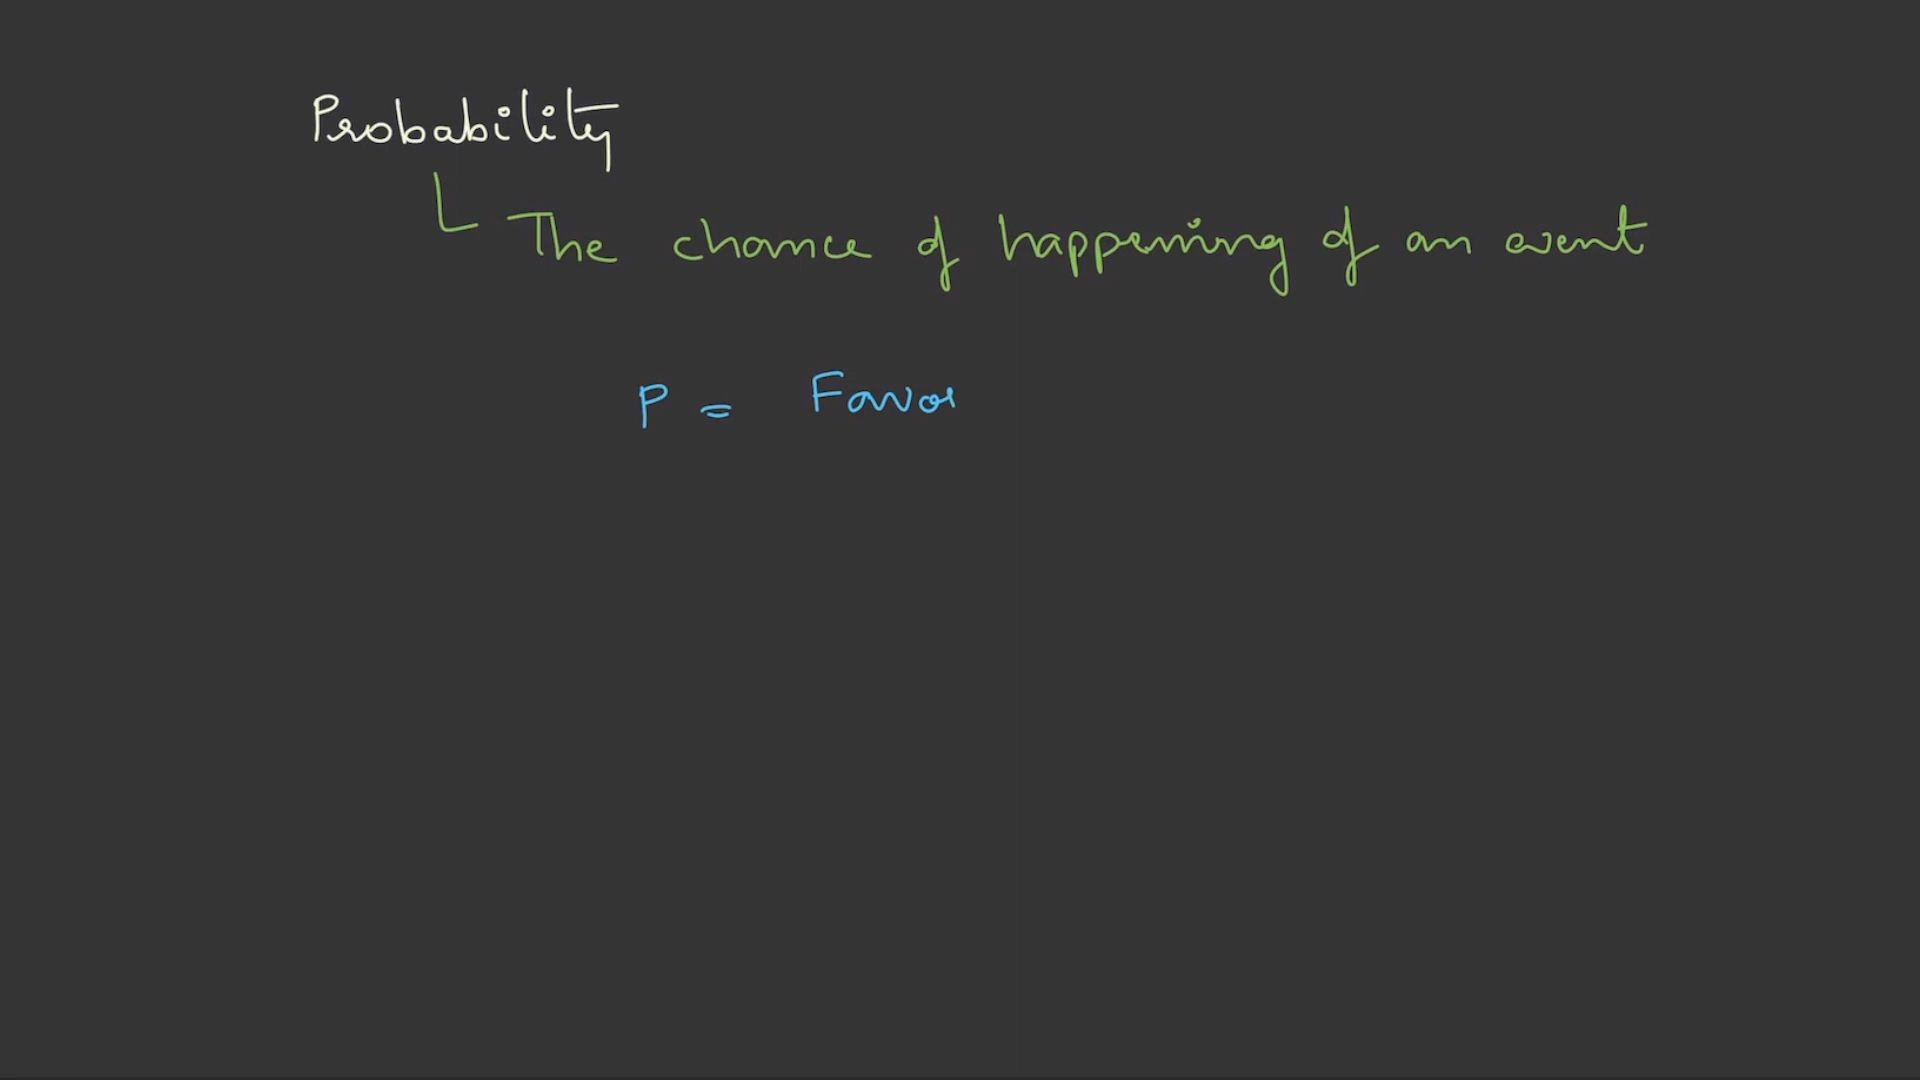 Probability
The chance of happening of an event
P = Favor